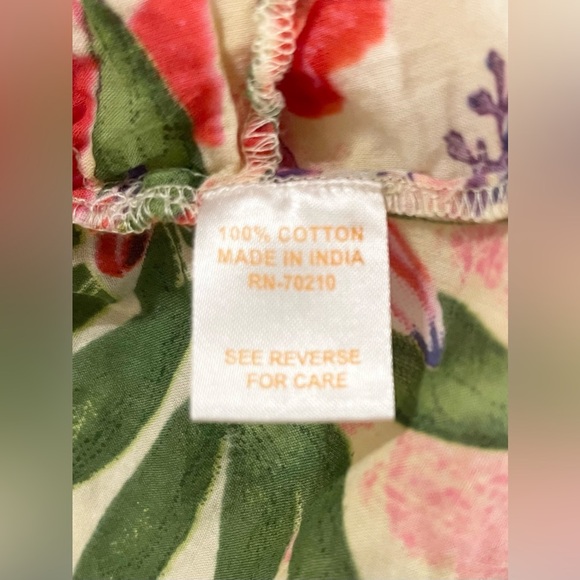 100% COTTON
MADE IN INDIA
RN-70210
SEE REVERSE
FOR CARE